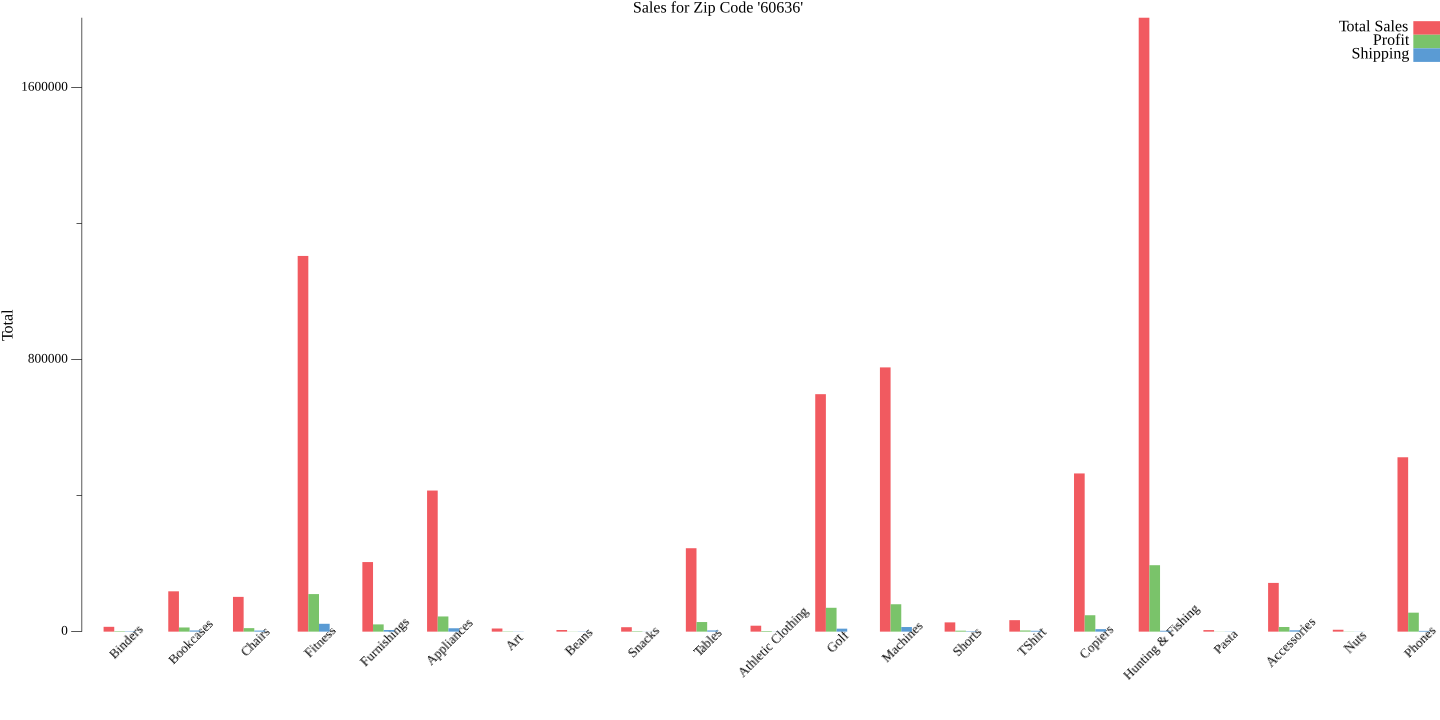 Sales for Zip Code '60636'
Total Sales
Profit
Shipping
1600000
800000
0
Total
Binders
Bookcases
Chairs
Fitness
Furnishings
Appliances
Art
Beans
Snacks
Tables
Athletic Clothing
Golf
Machines
Shorts
TShirt
Copiers
Hunting & Fishing
Pasta
Accessories
Nuts
Phones